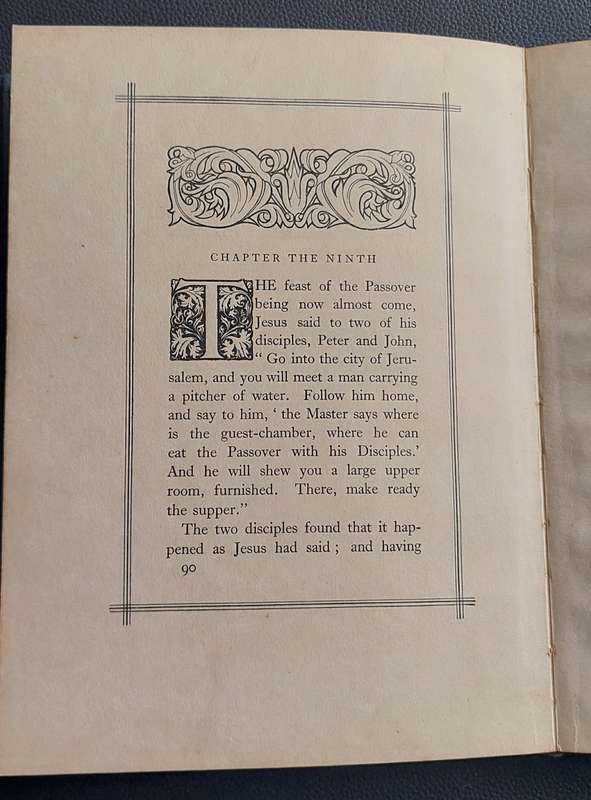 CHAPTER THE NINTH
THE feast of the Passover
being now almost come,
Jesus said to two of his
disciples, Peter and John,
“ Go into the city of Jeru-
salem, and you will meet a man carrying
a pitcher of water. Follow him home,
and say to him, ‘ the Master says where
is the guest-chamber, where he can
eat the Passover with his Disciples.’
And he will shew you a large upper
room, furnished. There, make ready
the supper.”
The two disciples found that it hap-
pened as Jesus had said ; and having
90